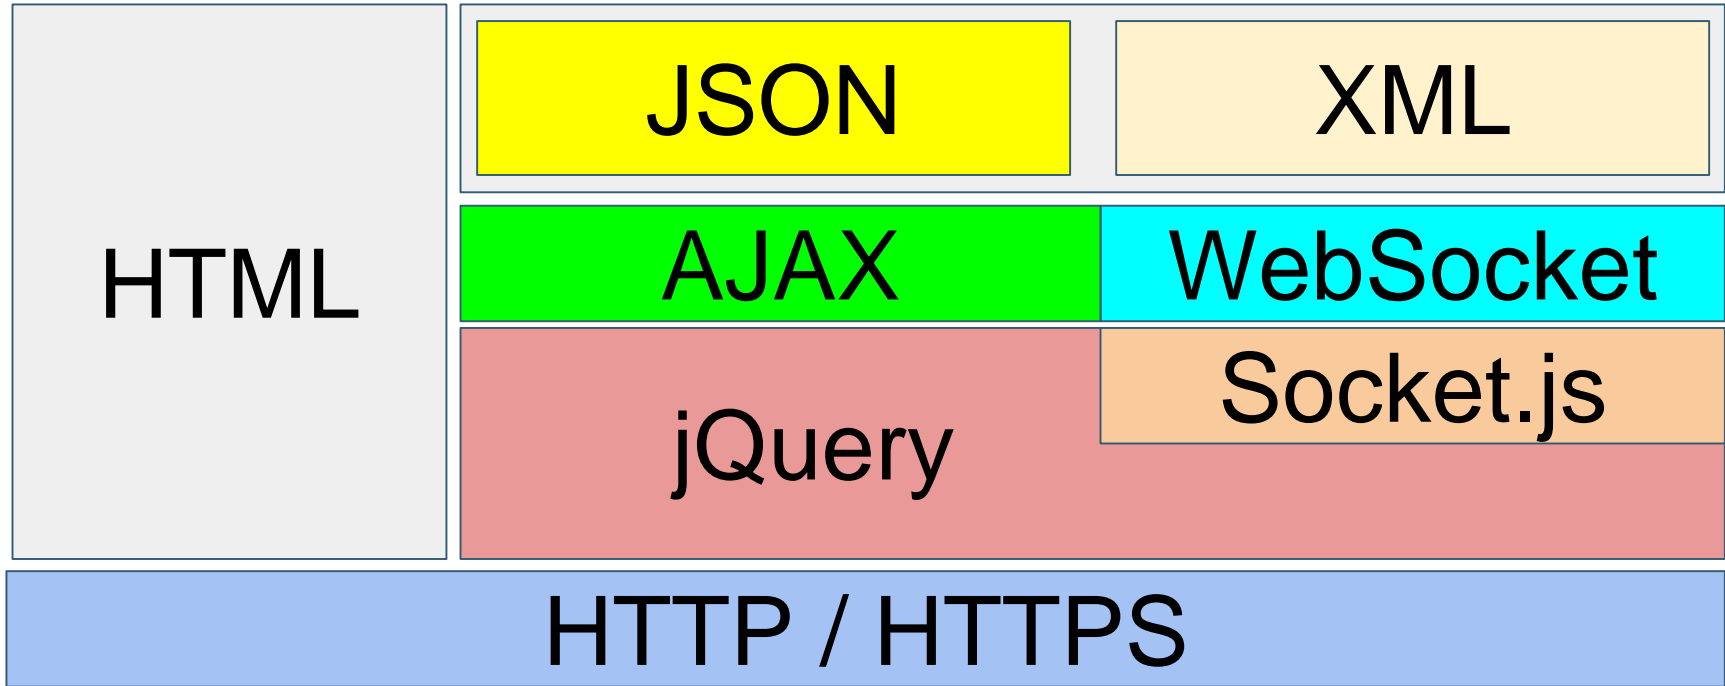 HTML
JSON
XML
AJAX
WebSocket
jQuery
Socket.js
HTTP / HTTPS